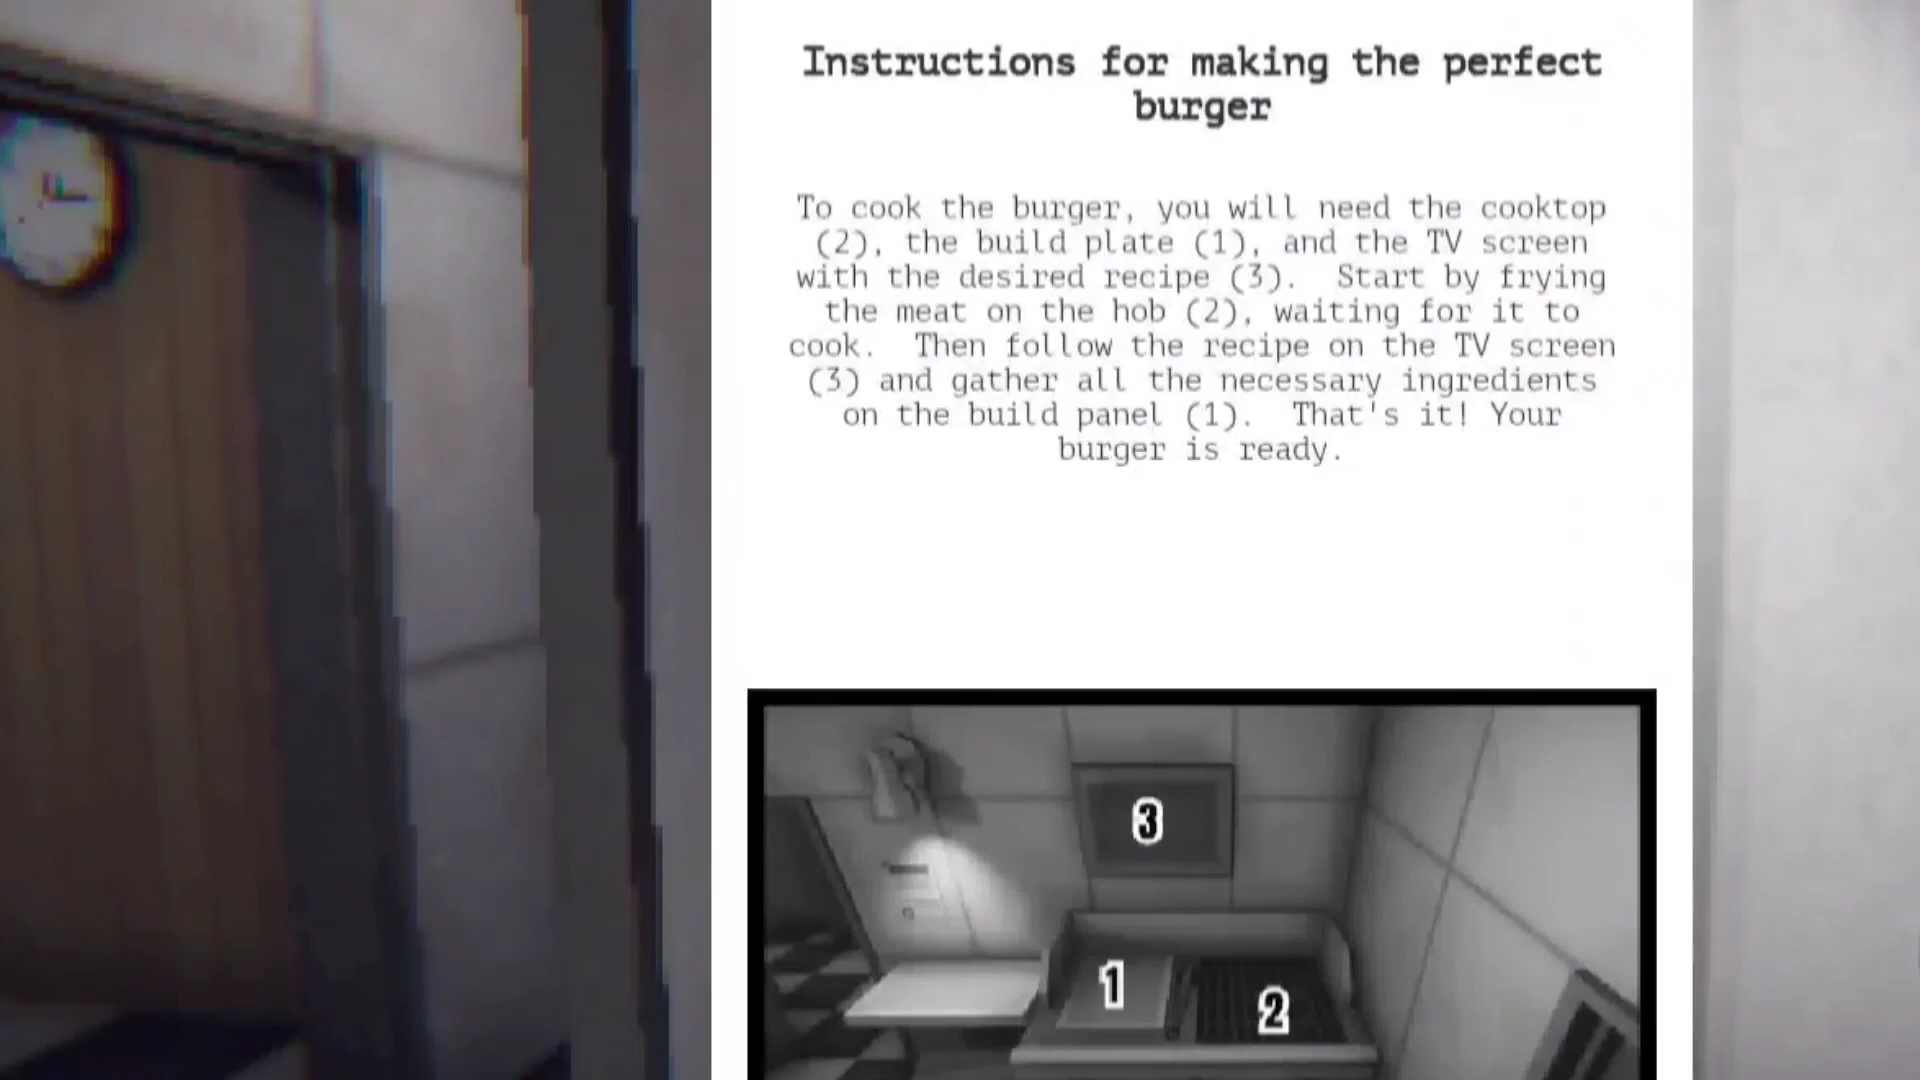 Instructions for making the perfect
burger
To cook the burger, you will need the cooktop
(2), the build plate (1), and the TV screen
with the desired recipe (3).  Start by frying
the meat on the hob (2), waiting for it to
cook.  Then follow the recipe on the TV screen
(3) and gather all the necessary ingredients
on the build panel (1).  That's it! Your
burger is ready.
3
1
2